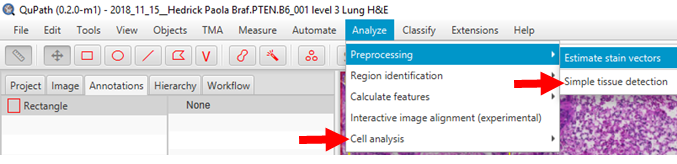 QuPath (0.2.0-m1) - 2018_11_15__Hedrick Paola Braf.PTEN.B6_001 level 3 Lung H&E
File Edit Tools View Objects TMA Measure Automate Analyze Classify Extensions Help
Preprocessing
Estimate stain vectors
Region identification
Simple tissue detection
Project Image Annotations Hierarchy Workflow
Calculate features
Rectangle None
Interactive image alignment (experimental)
Cell analysis